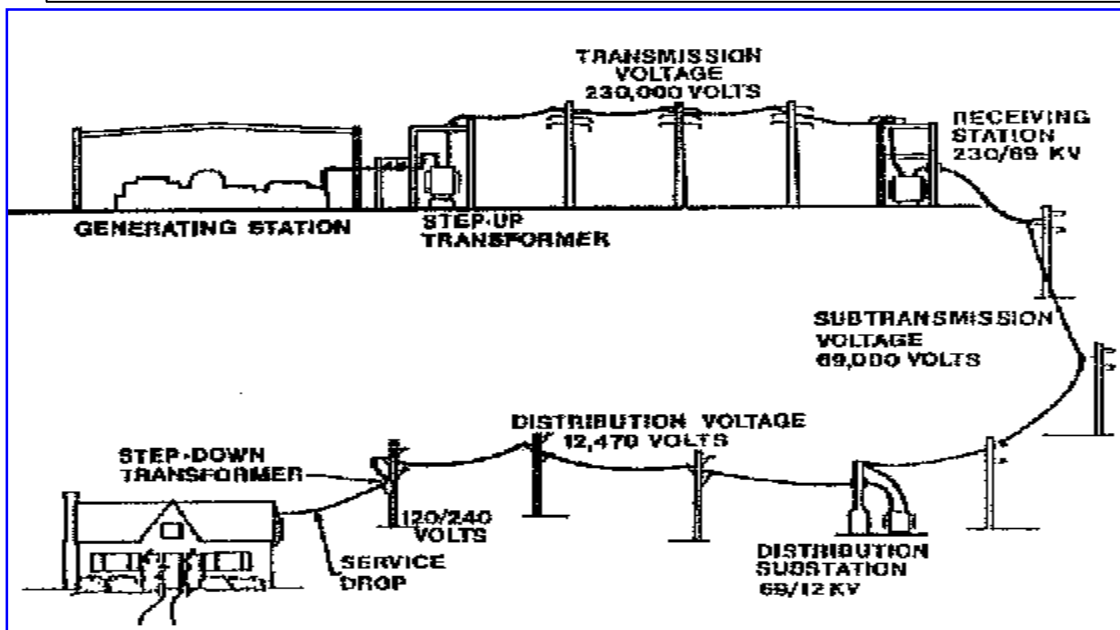 TRANSMISSION
VOLTAGE
230,000 VOLTS
RECEIVING
STATION
230/69 KV
GENERATING STATION
STEP-UP
TRANSFORMER
SUBTRANSMISSION
VOLTAGE
69,000 VOLTS
DISTRIBUTION VOLTAGE
12,470 VOLTS
STEP-DOWN
TRANSFORMER
120/240
VOLTS
SERVICE
DROP
DISTRIBUTION
SUBSTATION
69/12 KV